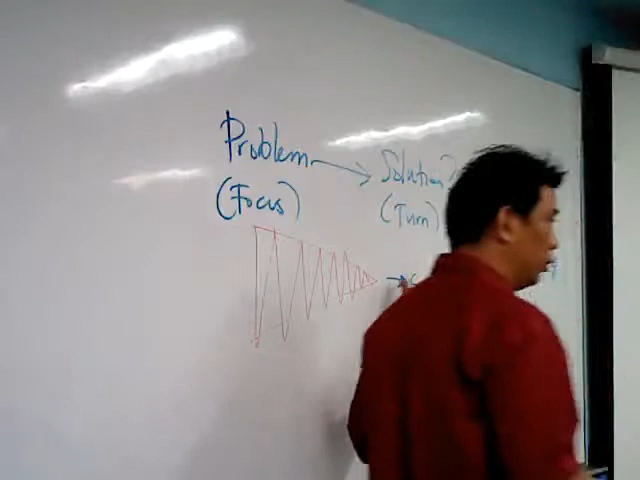 Problem → Solution?
(Focus) (Turn)